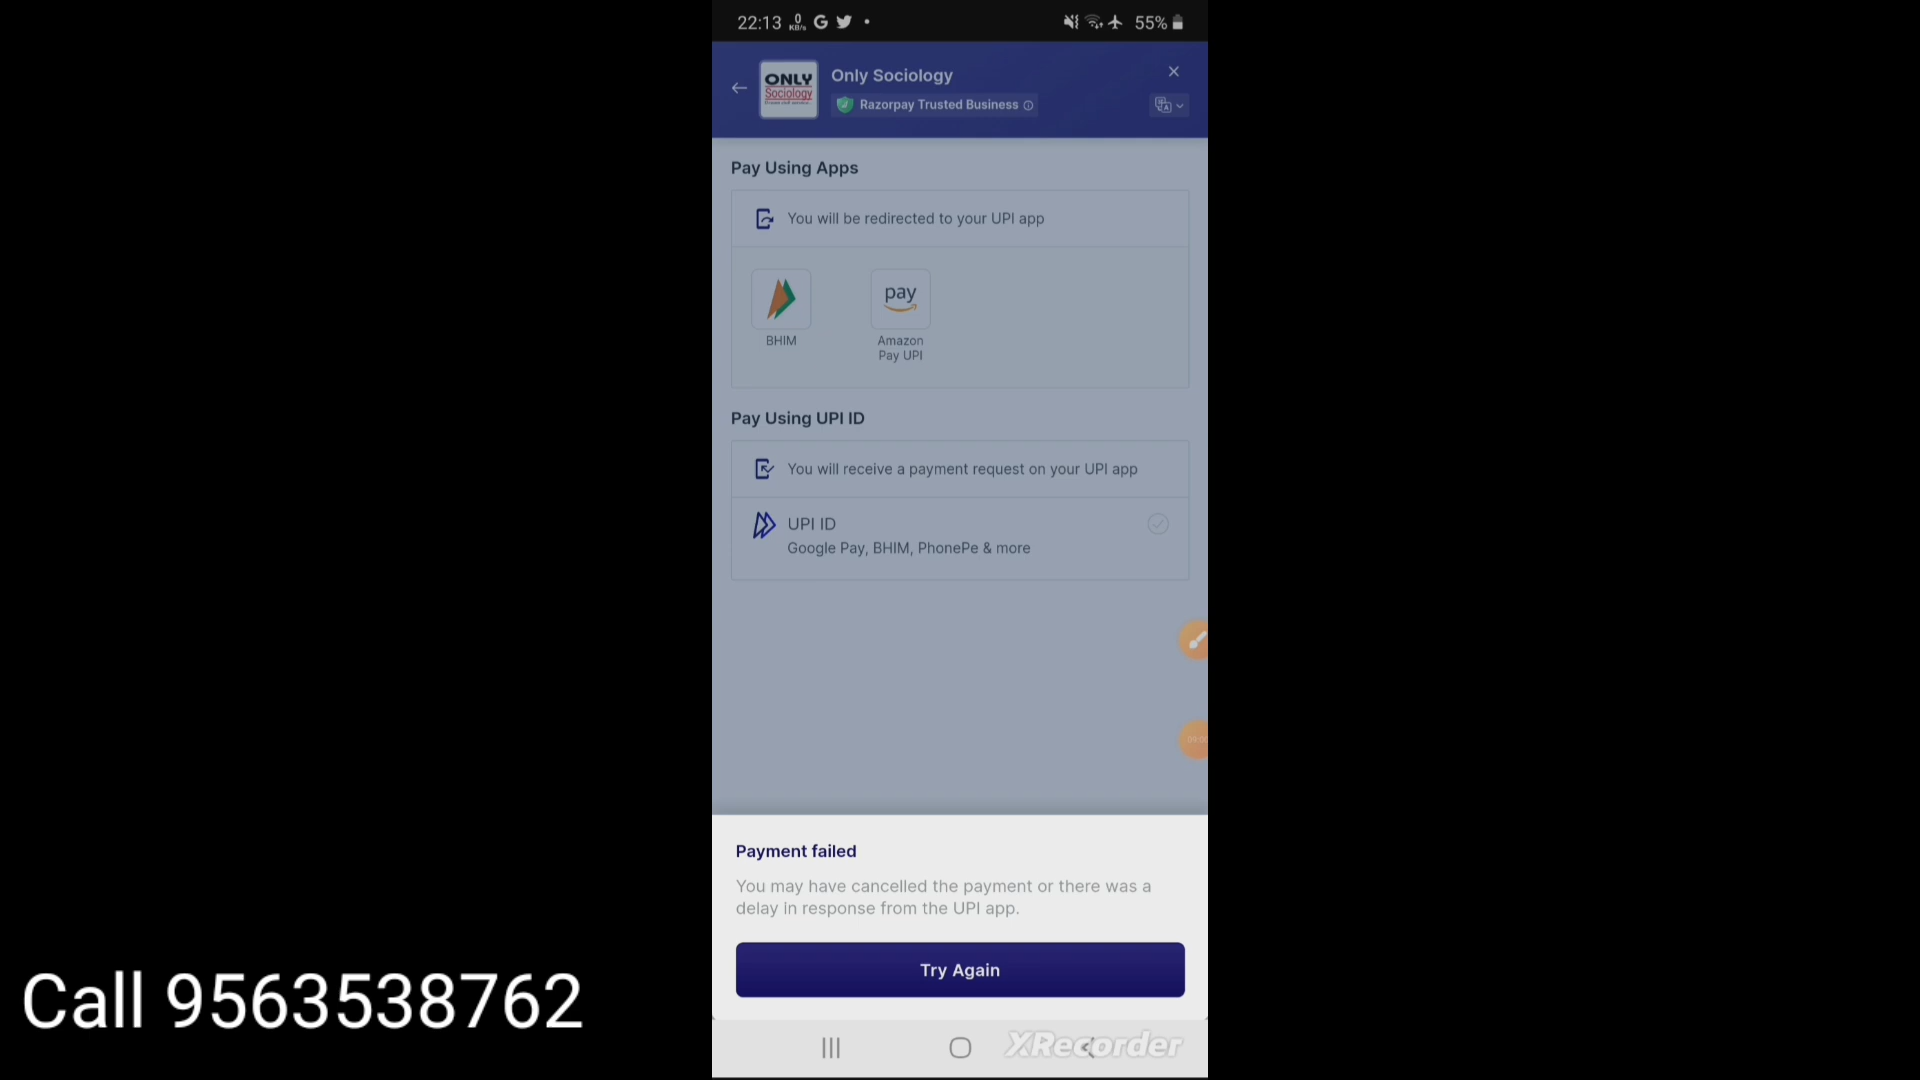 22:13 0 KB/s G
55%
ONLY
Sociology
Only Sociology
Razorpay Trusted Business
Pay Using Apps
You will be redirected to your UPI app
pay
BHIM
Amazon
Pay UPI
Pay Using UPI ID
You will receive a payment request on your UPI app
UPI ID
Google Pay, BHIM, PhonePe & more
Payment failed
You may have cancelled the payment or there was a
delay in response from the UPI app.
Try Again
Call 9563538762
XRecorder